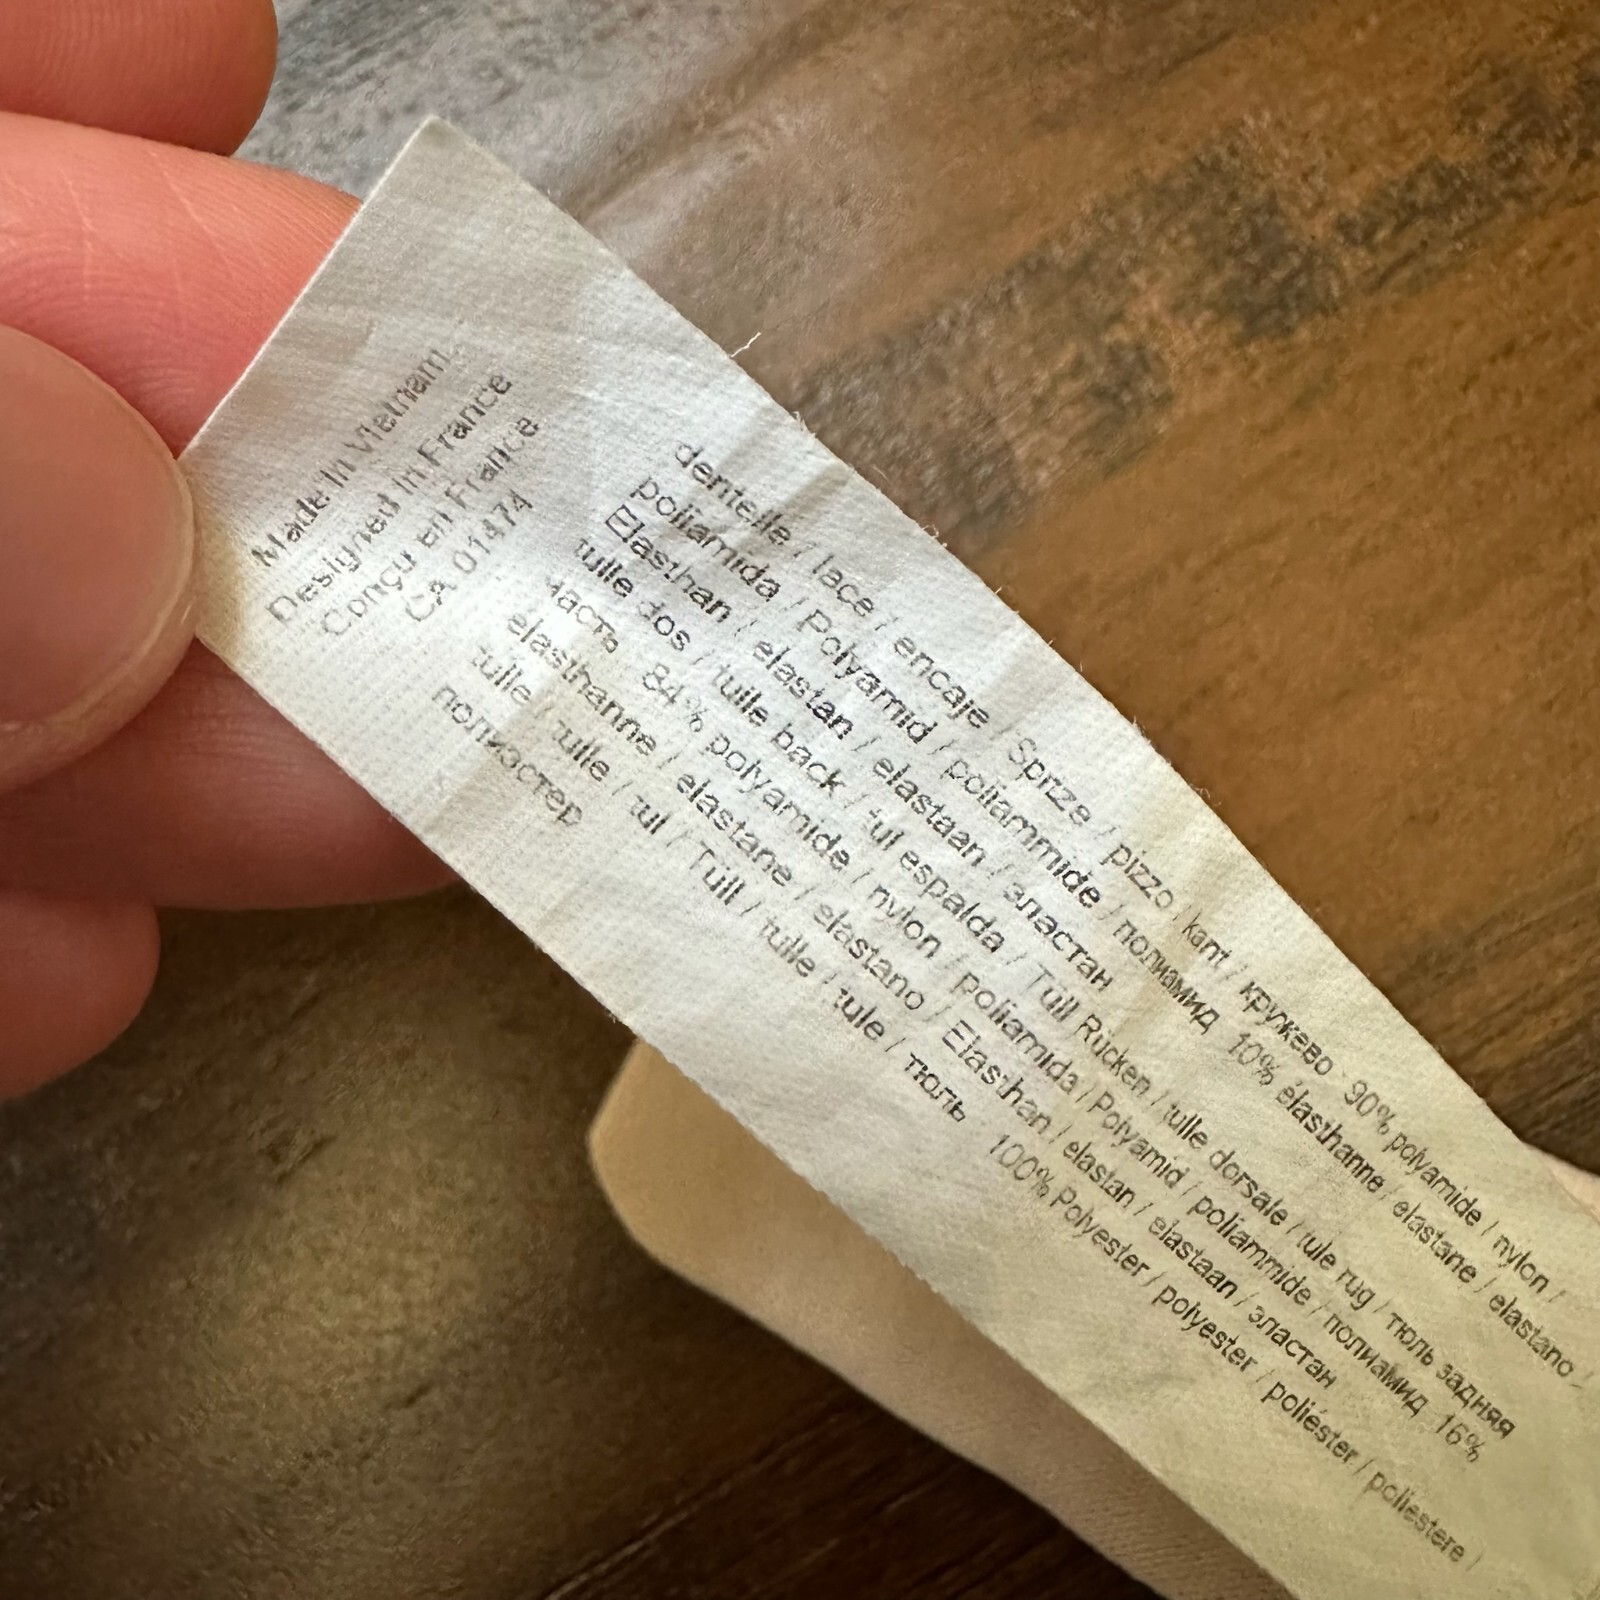 dentelle / lace / encaje / Spitze / pizzo / kant / кружево 90% polyamide / nylon /
poliamida / Polyamid / poliammide / полиамид 10% élasthanne / elastane / elastano /
Elasthan / elastan / elastaan / эластан
tulle dos / tulle back / tul espalda / Tüll Rücken / tulle dorsale / tule rug / тюль задняя
часть 84% polyamide / nylon / poliamida / Polyamid / poliammide / полиамид 16%
élasthanne / elastane / elastano / Elasthan / elastan / elastaan / эластан
tulle / tulle / tul / Tüll / tulle / tule / тюль 100% Polyester / polyester / poliéster / poliestere /
полиэстер
Made in Vietnam
Designed in France
Conçu en France
CA 01474